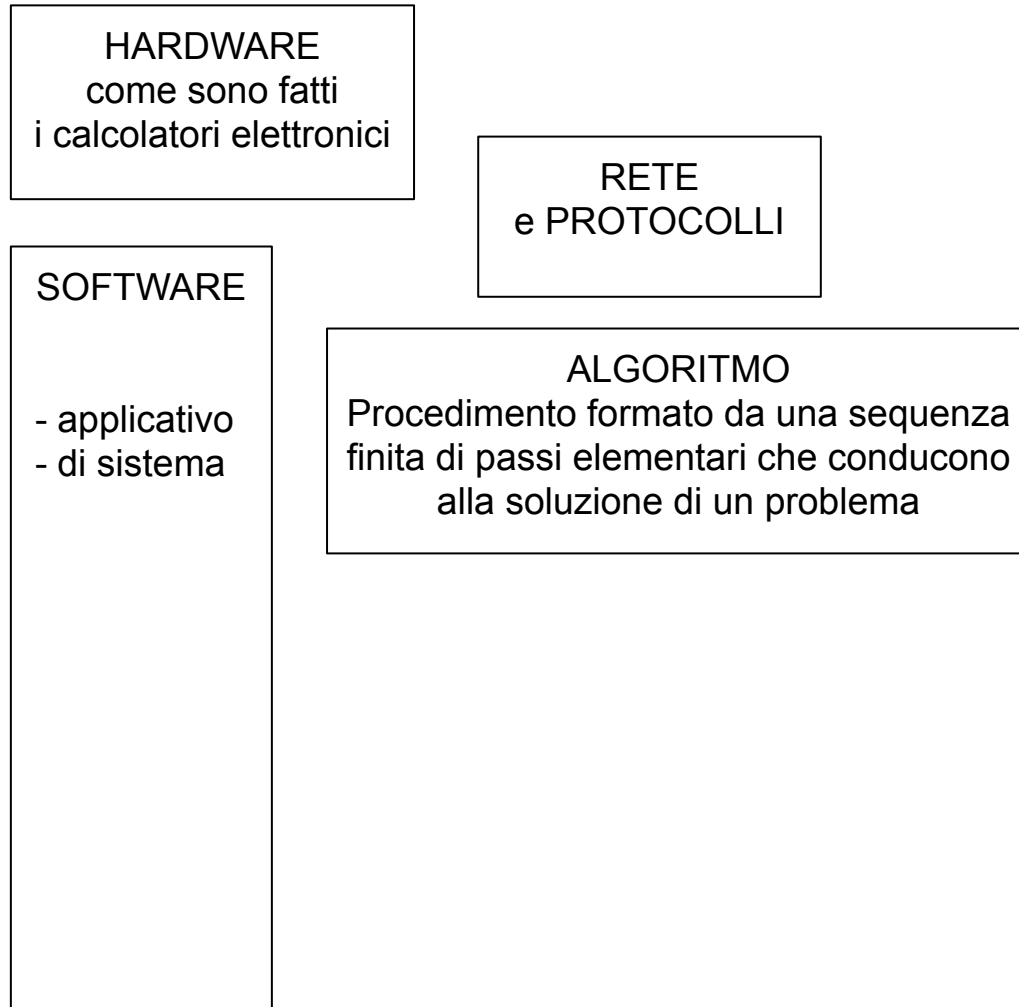 HARDWARE
come sono fatti
i calcolatori elettronici
RETE
e PROTOCOLLI
SOFTWARE
- applicativo
- di sistema
ALGORITMO
Procedimento formato da una sequenza
finita di passi elementari che conducono
alla soluzione di un problema